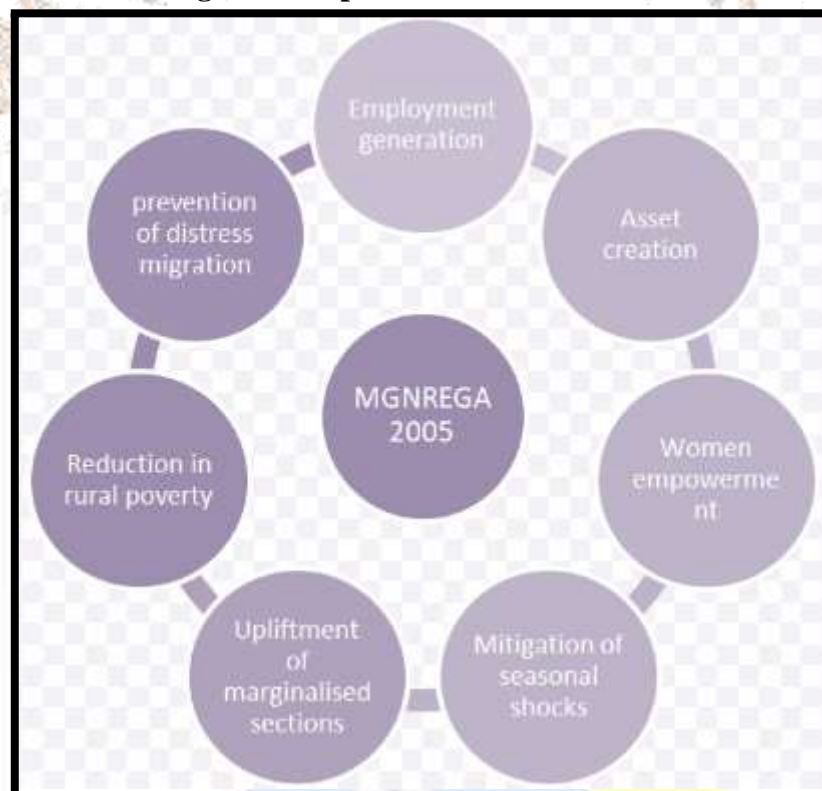 Employment
generation
Asset
creation
Women
empowerme
nt
Mitigation of
seasonal
shocks
Upliftment
of
marginalised
sections
Reduction in
rural poverty
prevention
of distress
migration
MGNREGA
2005